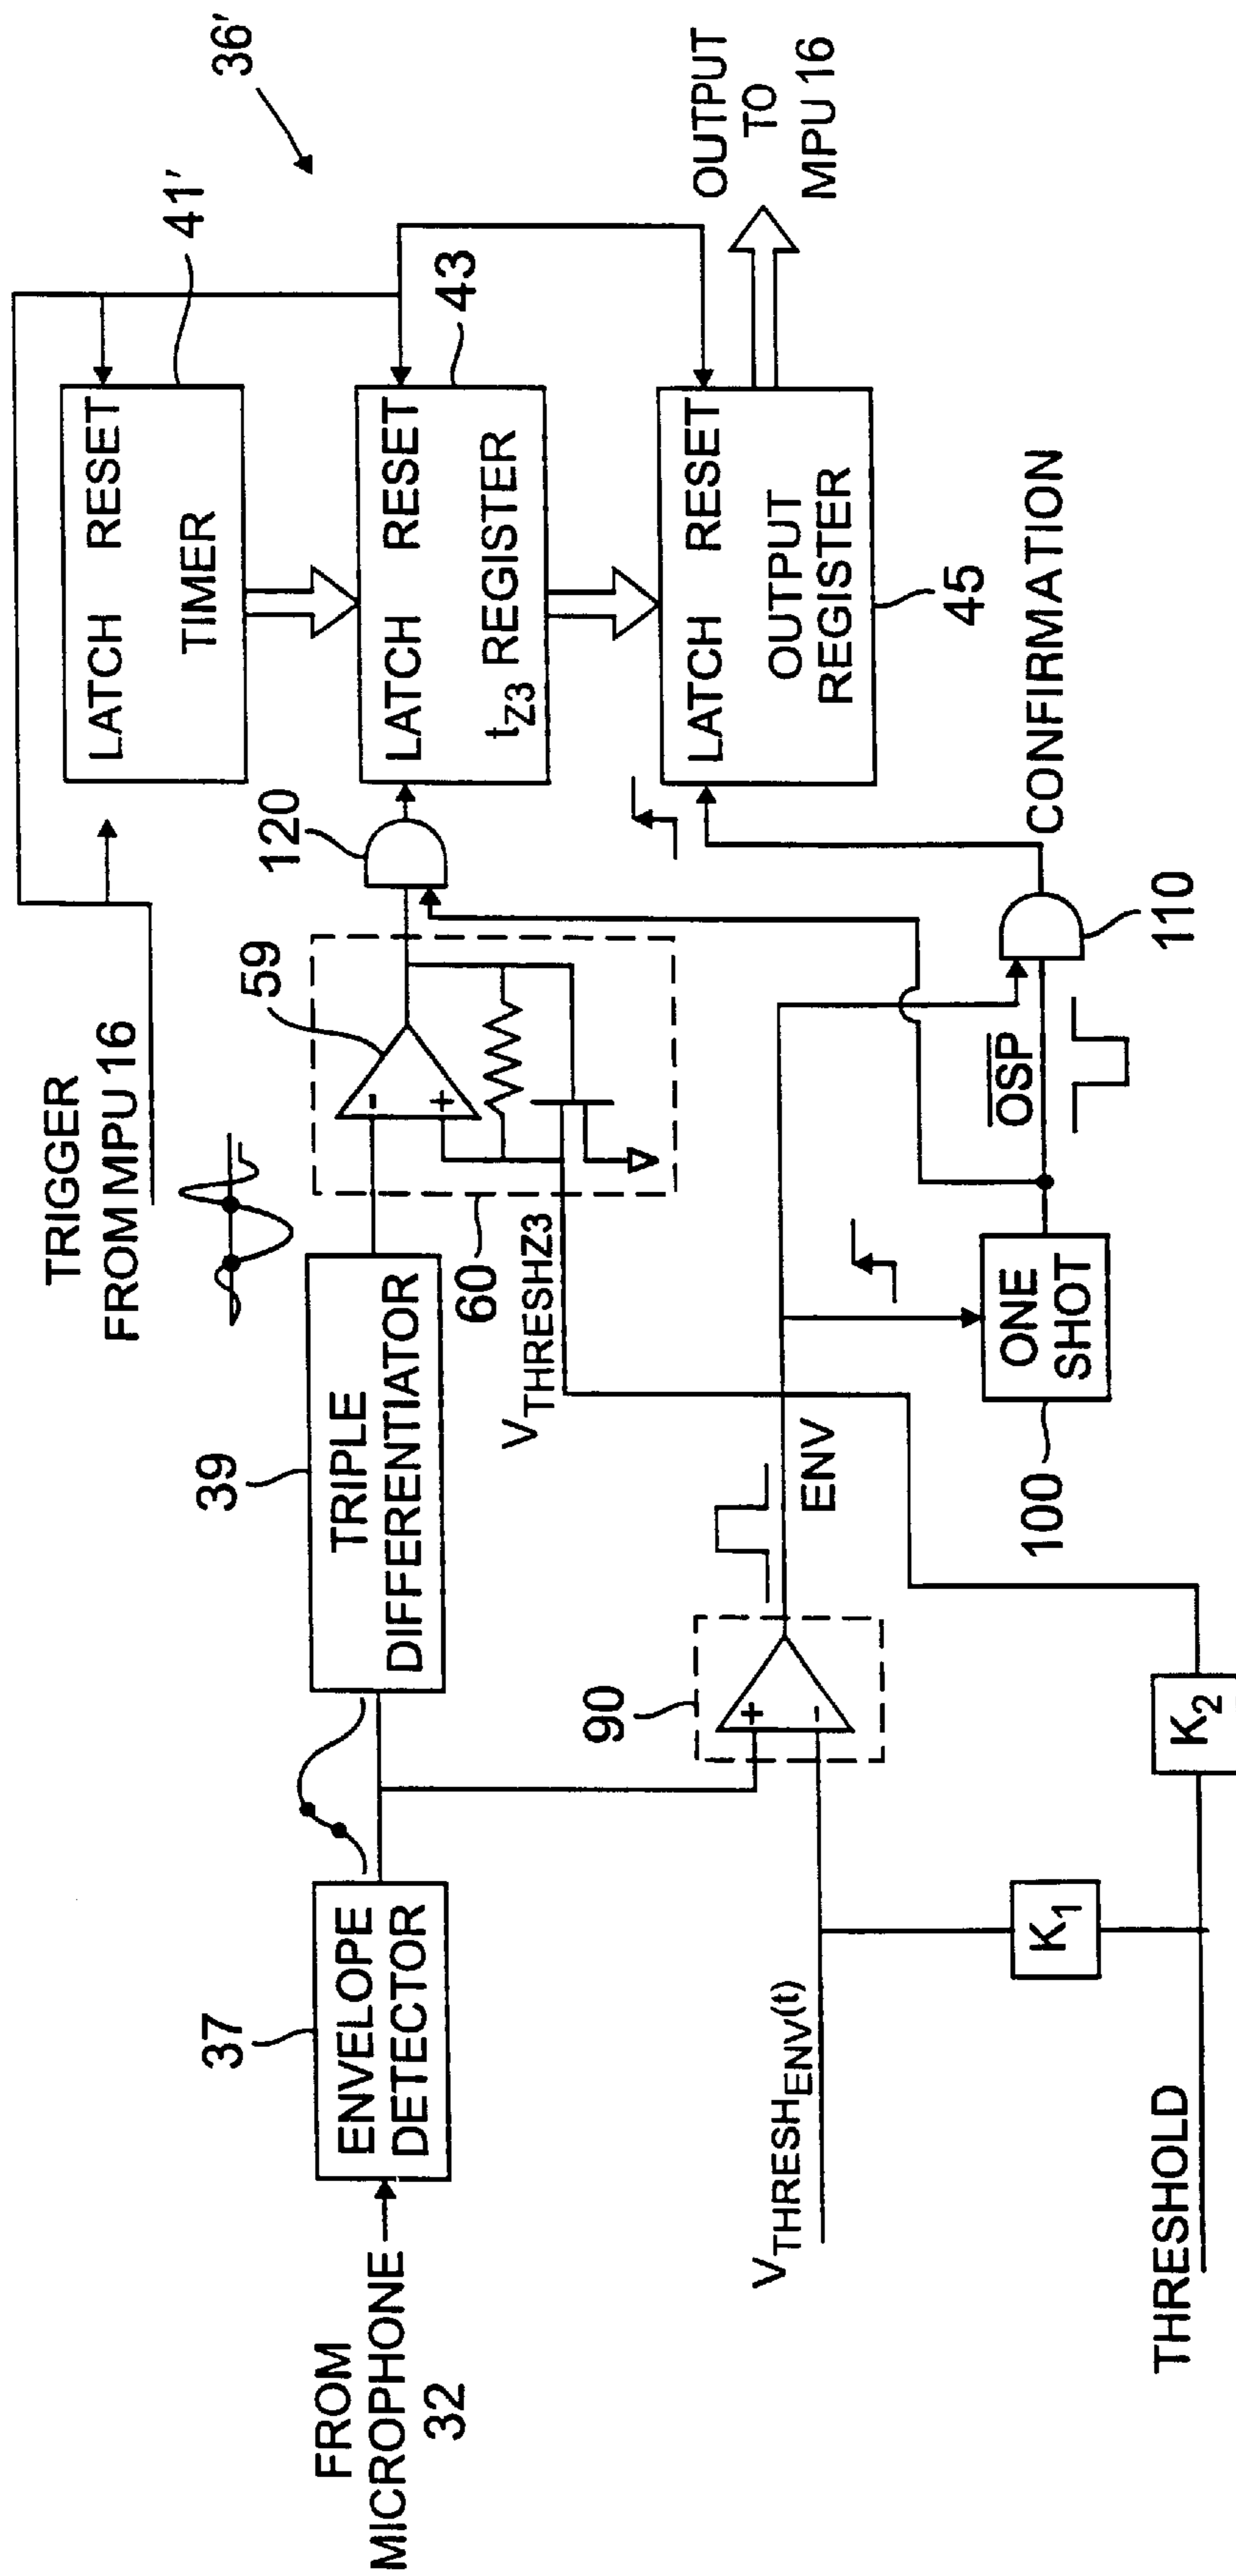 36′
TRIGGER
FROM MPU 16
LATCH RESET
TIMER
41′
120
59
39
37
FROM
MICROPHONE
32
ENVELOPE
DETECTOR
TRIPLE
DIFFERENTIATOR
-
+
LATCH RESET
tZ3 REGISTER
43
60
VTHRESHZ3
OUTPUT
TO
MPU 16
LATCH RESET
OUTPUT
REGISTER
45
90
+
-
ENV
VTHRESHENV(t)
CONFIRMATION
OSP
110
ONE
SHOT
100
K1
K2
THRESHOLD